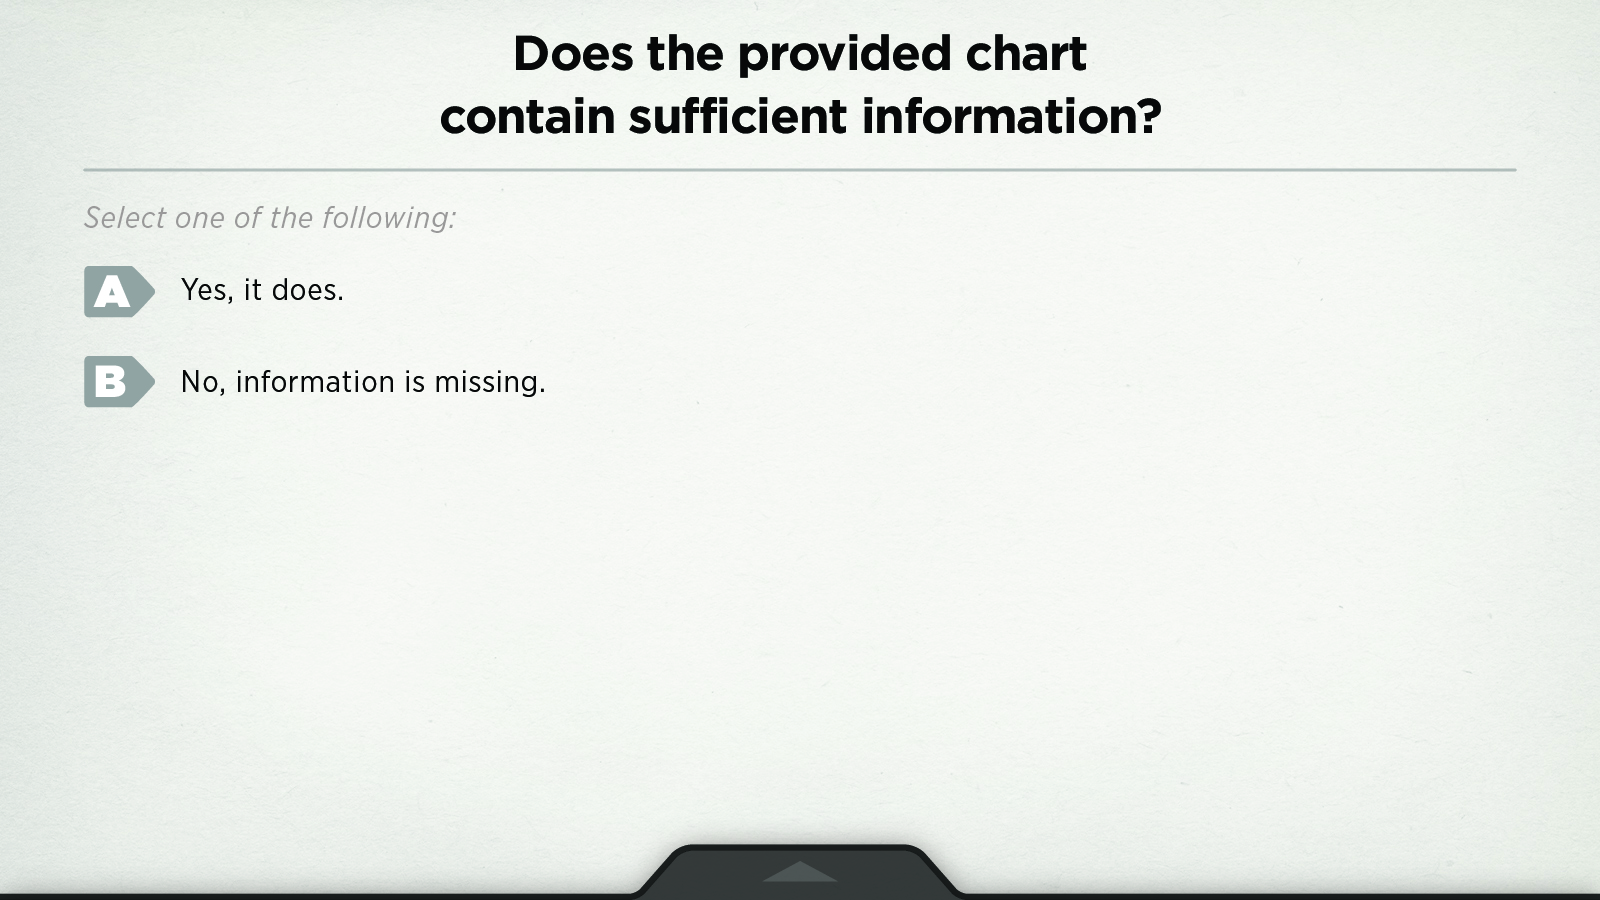 Does the provided chart
contain sufficient information?
Select one of the following:
A Yes, it does.
B No, information is missing.